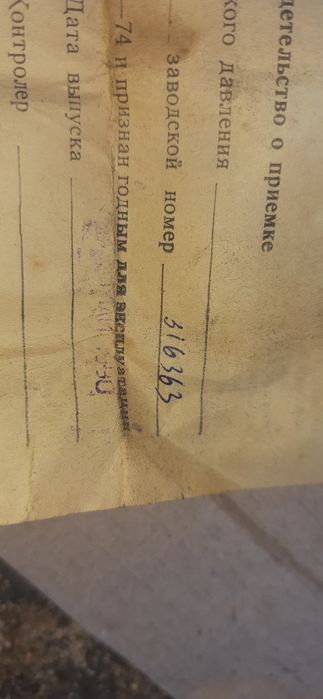 детельство о приемке
кого давления
заводской номер 316363
—74 и признан годным для эксплуатации.
Дата выпуска
Контролер